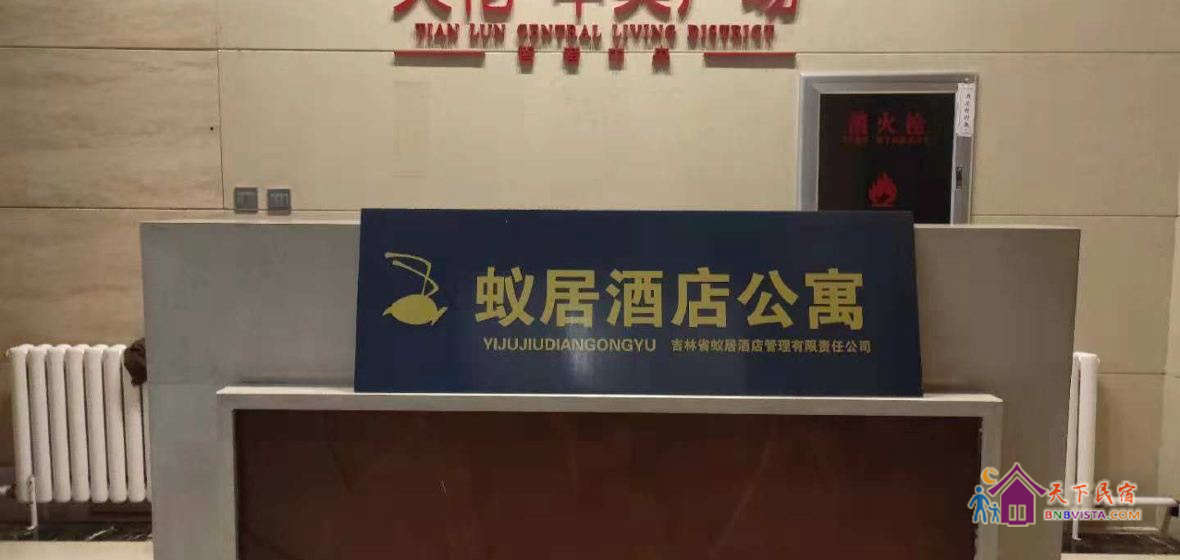 TIAN LUN CENTRAL LIVING DISTRICT
消火栓
蚁居酒店公寓
YIJUJIUDIANGONGYU 吉林省蚁居酒店管理有限责任公司
天下民宿
BNBVISTA.COM